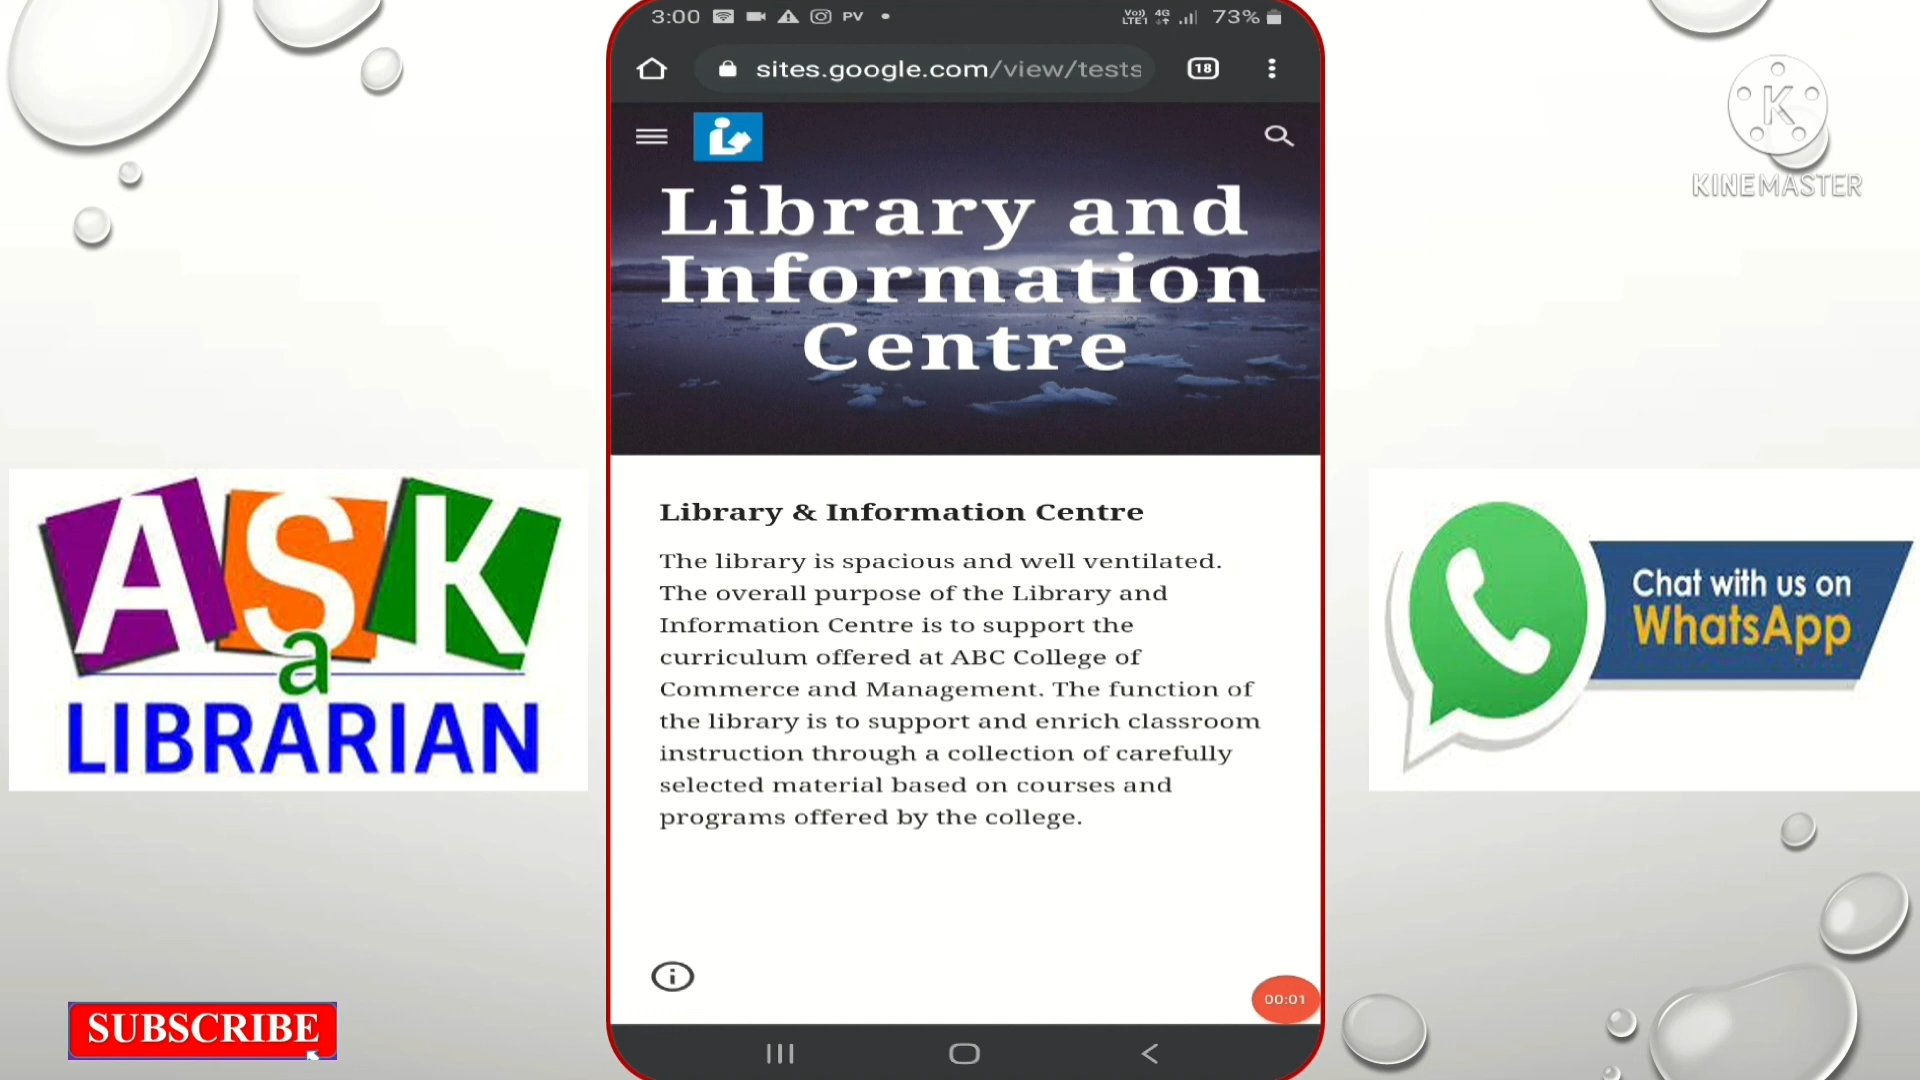 3:00 PV 73%
sites.google.com/view/tests 18
Library and
Information
Centre
Library & Information Centre
The library is spacious and well ventilated.
The overall purpose of the Library and
Information Centre is to support the
curriculum offered at ABC College of
Commerce and Management. The function of
the library is to support and enrich classroom
instruction through a collection of carefully
selected material based on courses and
programs offered by the college.
00:01
ASK
a
LIBRARIAN
SUBSCRIBE
K
KINEMASTER
Chat with us on
WhatsApp